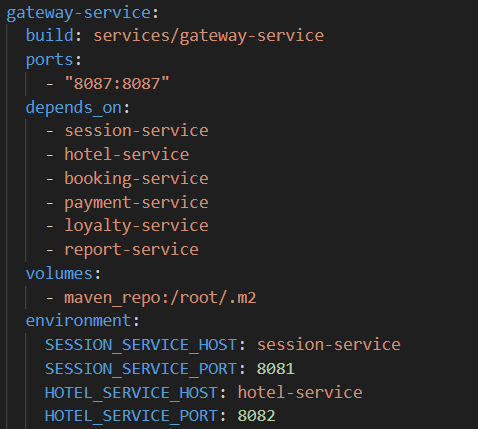 gateway-service:
build: services/gateway-service
ports:
- "8087:8087"
depends_on:
- session-service
- hotel-service
- booking-service
- payment-service
- loyalty-service
- report-service
volumes:
- maven_repo:/root/.m2
environment:
SESSION_SERVICE_HOST: session-service
SESSION_SERVICE_PORT: 8081
HOTEL_SERVICE_HOST: hotel-service
HOTEL_SERVICE_PORT: 8082